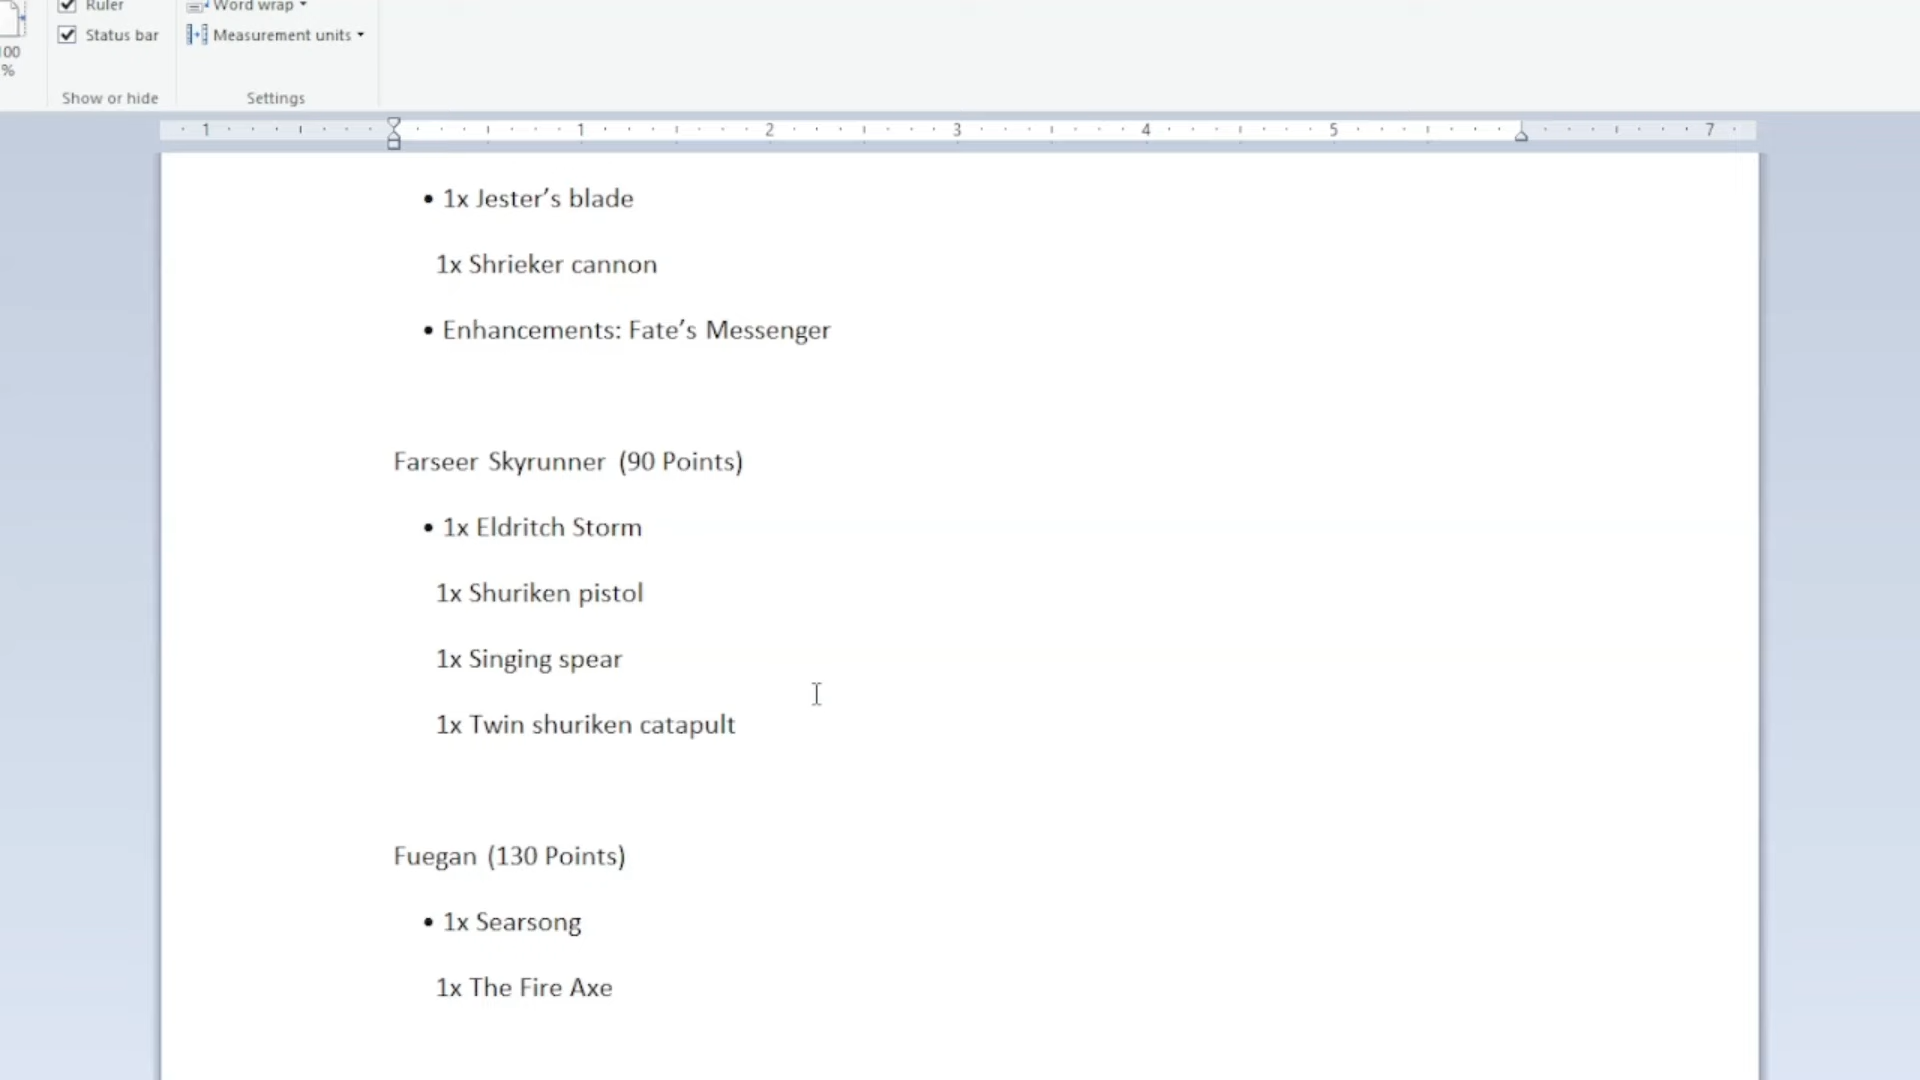 Ruler
Word wrap
100
%
Status bar
Measurement units
Show or hide
Settings
1 1 2 3 4 5 7
• 1x Jester’s blade
1x Shrieker cannon
• Enhancements: Fate’s Messenger
Farseer Skyrunner (90 Points)
• 1x Eldritch Storm
1x Shuriken pistol
1x Singing spear
1x Twin shuriken catapult
Fuegan (130 Points)
• 1x Searsong
1x The Fire Axe